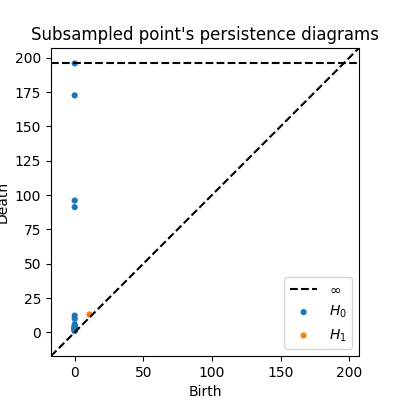 Subsampled point's persistence diagrams
200
175
150
125
100
75
50
25
0
Death
0 50 100 150 200
Birth
∞
H₀
H₁